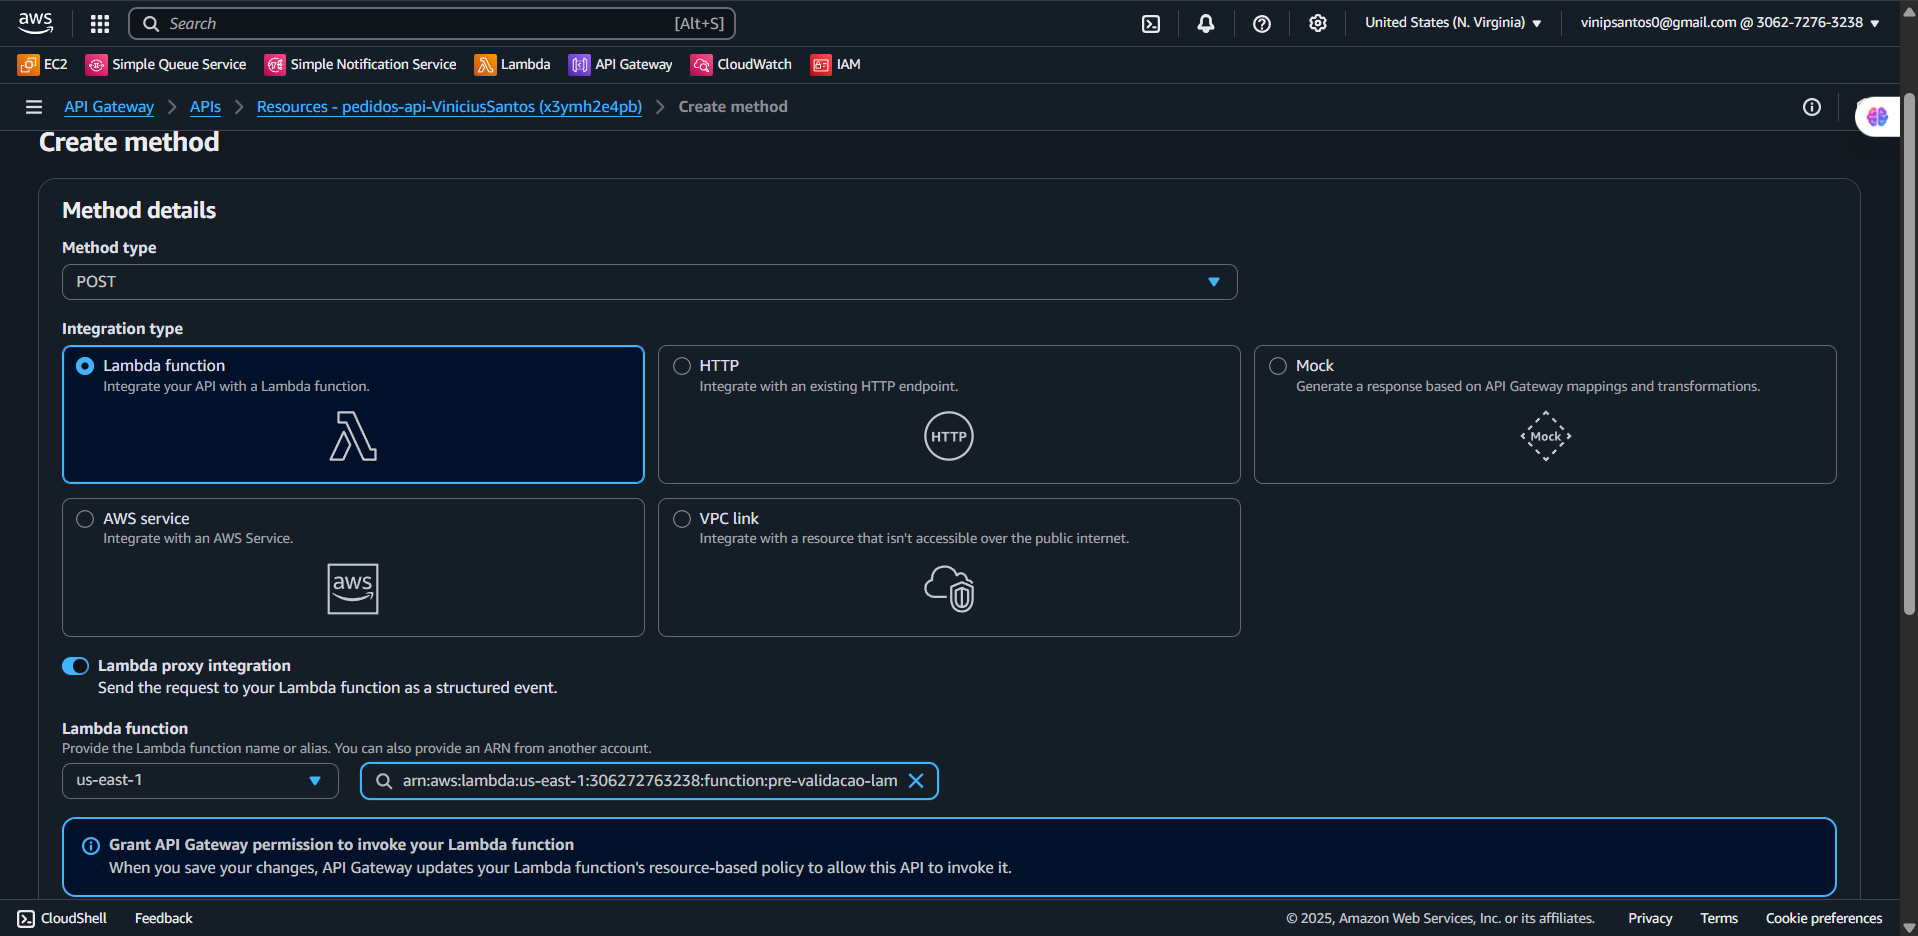 aws
Search [Alt+S]
United States (N. Virginia)
vinipsantos0@gmail.com @ 3062-7276-3238
EC2
Simple Queue Service
Simple Notification Service
Lambda
API Gateway
CloudWatch
IAM
API Gateway
APIs
Resources - pedidos-api-ViniciusSantos (x3ymh2e4pb)
Create method
Create method
Method details
Method type
POST
Integration type
Lambda function
Integrate your API with a Lambda function.
HTTP
Integrate with an existing HTTP endpoint.
HTTP
Mock
Generate a response based on API Gateway mappings and transformations.
Mock
AWS service
Integrate with an AWS Service.
aws
VPC link
Integrate with a resource that isn't accessible over the public internet.
Lambda proxy integration
Send the request to your Lambda function as a structured event.
Lambda function
Provide the Lambda function name or alias. You can also provide an ARN from another account.
us-east-1
arn:aws:lambda:us-east-1:306272763238:function:pre-validacao-lam
Grant API Gateway permission to invoke your Lambda function
When you save your changes, API Gateway updates your Lambda function's resource-based policy to allow this API to invoke it.
CloudShell
Feedback
© 2025, Amazon Web Services, Inc. or its affiliates.
Privacy
Terms
Cookie preferences